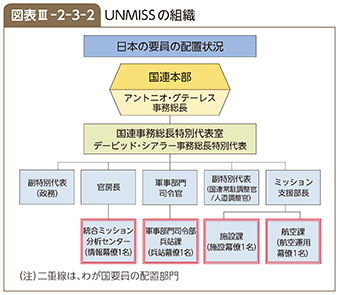 図表Ⅲ-2-3-2 UNMISSの組織
日本の要員の配置状況
国連本部
アントニオ・グテーレス
事務総長
国連事務総長特別代表室
デービッド・シアラー事務総長特別代表
副特別代表
(政務)
官房長
軍事部門
司令官
副特別代表
(国連常駐調整官
/人道調整官)
ミッション
支援部長
統合ミッション
分析センター
(情報幕僚1名)
軍事部門司令部
兵站課
(兵站幕僚1名)
施設課
(施設幕僚1名)
航空課
(航空運用
幕僚1名)
(注)二重線は、わが国要員の配置部門